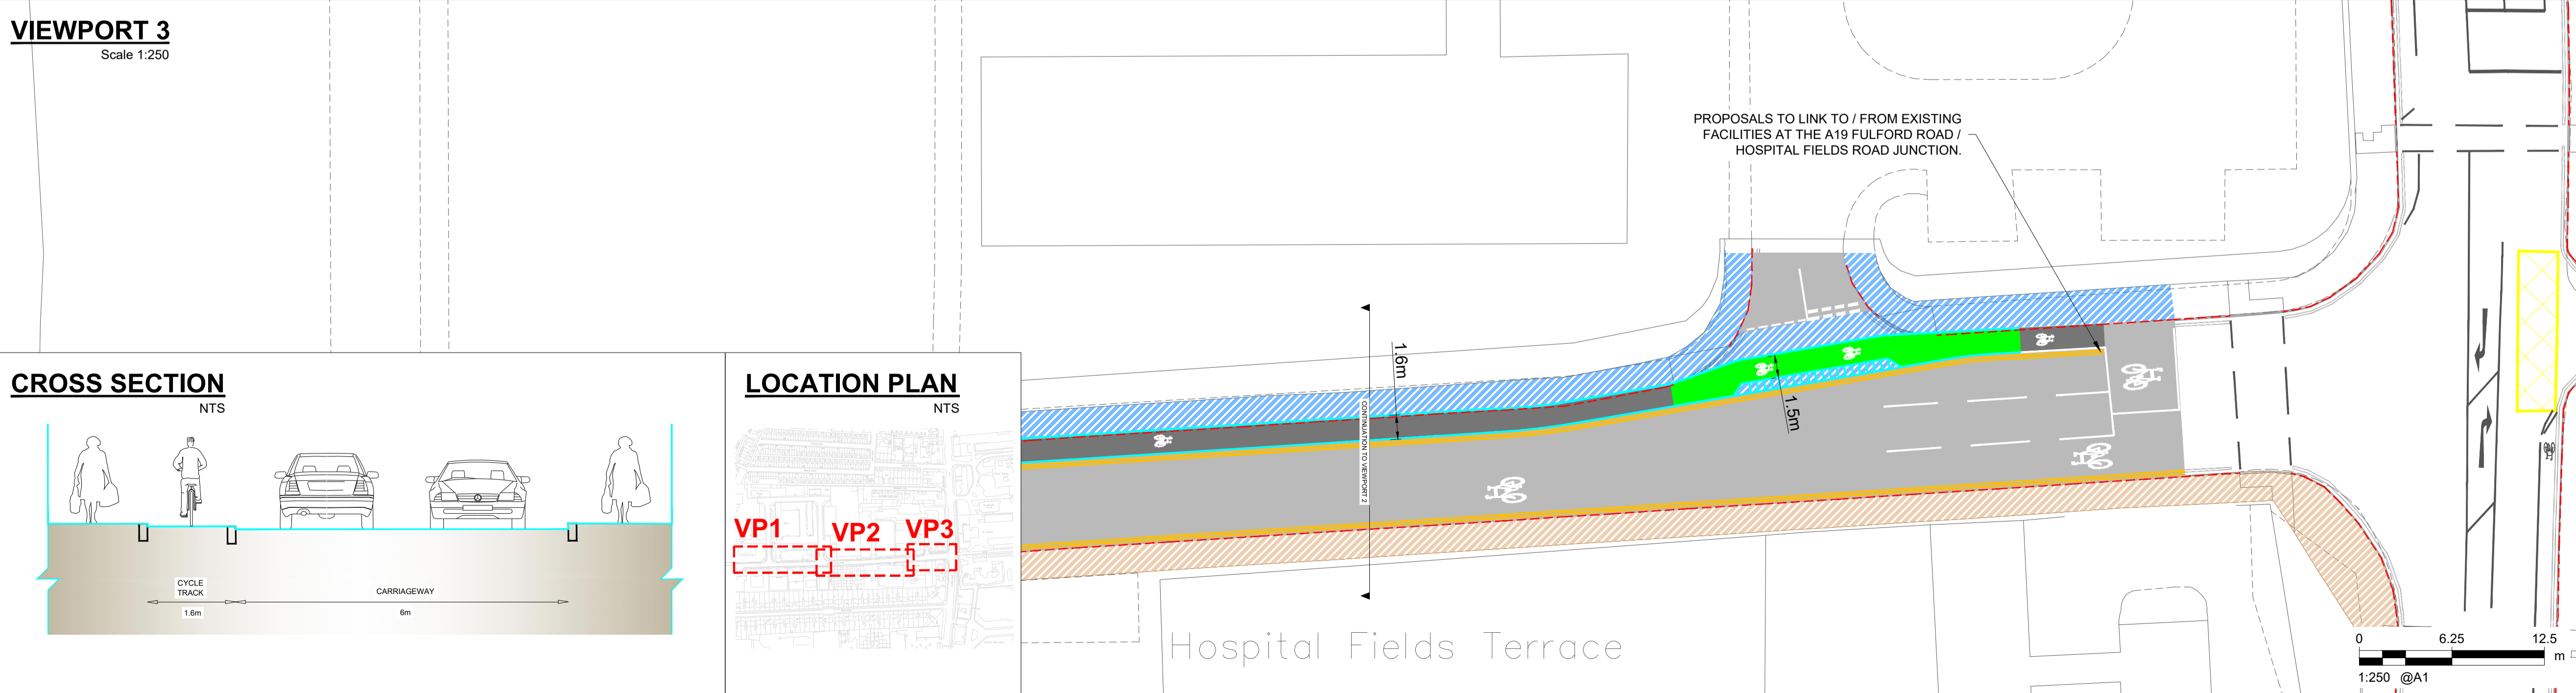 VIEWPORT 3
Scale 1:250
PROPOSALS TO LINK TO / FROM EXISTING
FACILITIES AT THE A19 FULFORD ROAD /
HOSPITAL FIELDS ROAD JUNCTION.
1.6m
CONTINUATION TO VIEWPORT 2
1.5m
CROSS SECTION
NTS
CYCLE
TRACK
1.6m
CARRIAGEWAY
6m
LOCATION PLAN
NTS
VP1
VP2
VP3
Hospital Fields Terrace
0
6.25
12.5
m
1:250 @A1